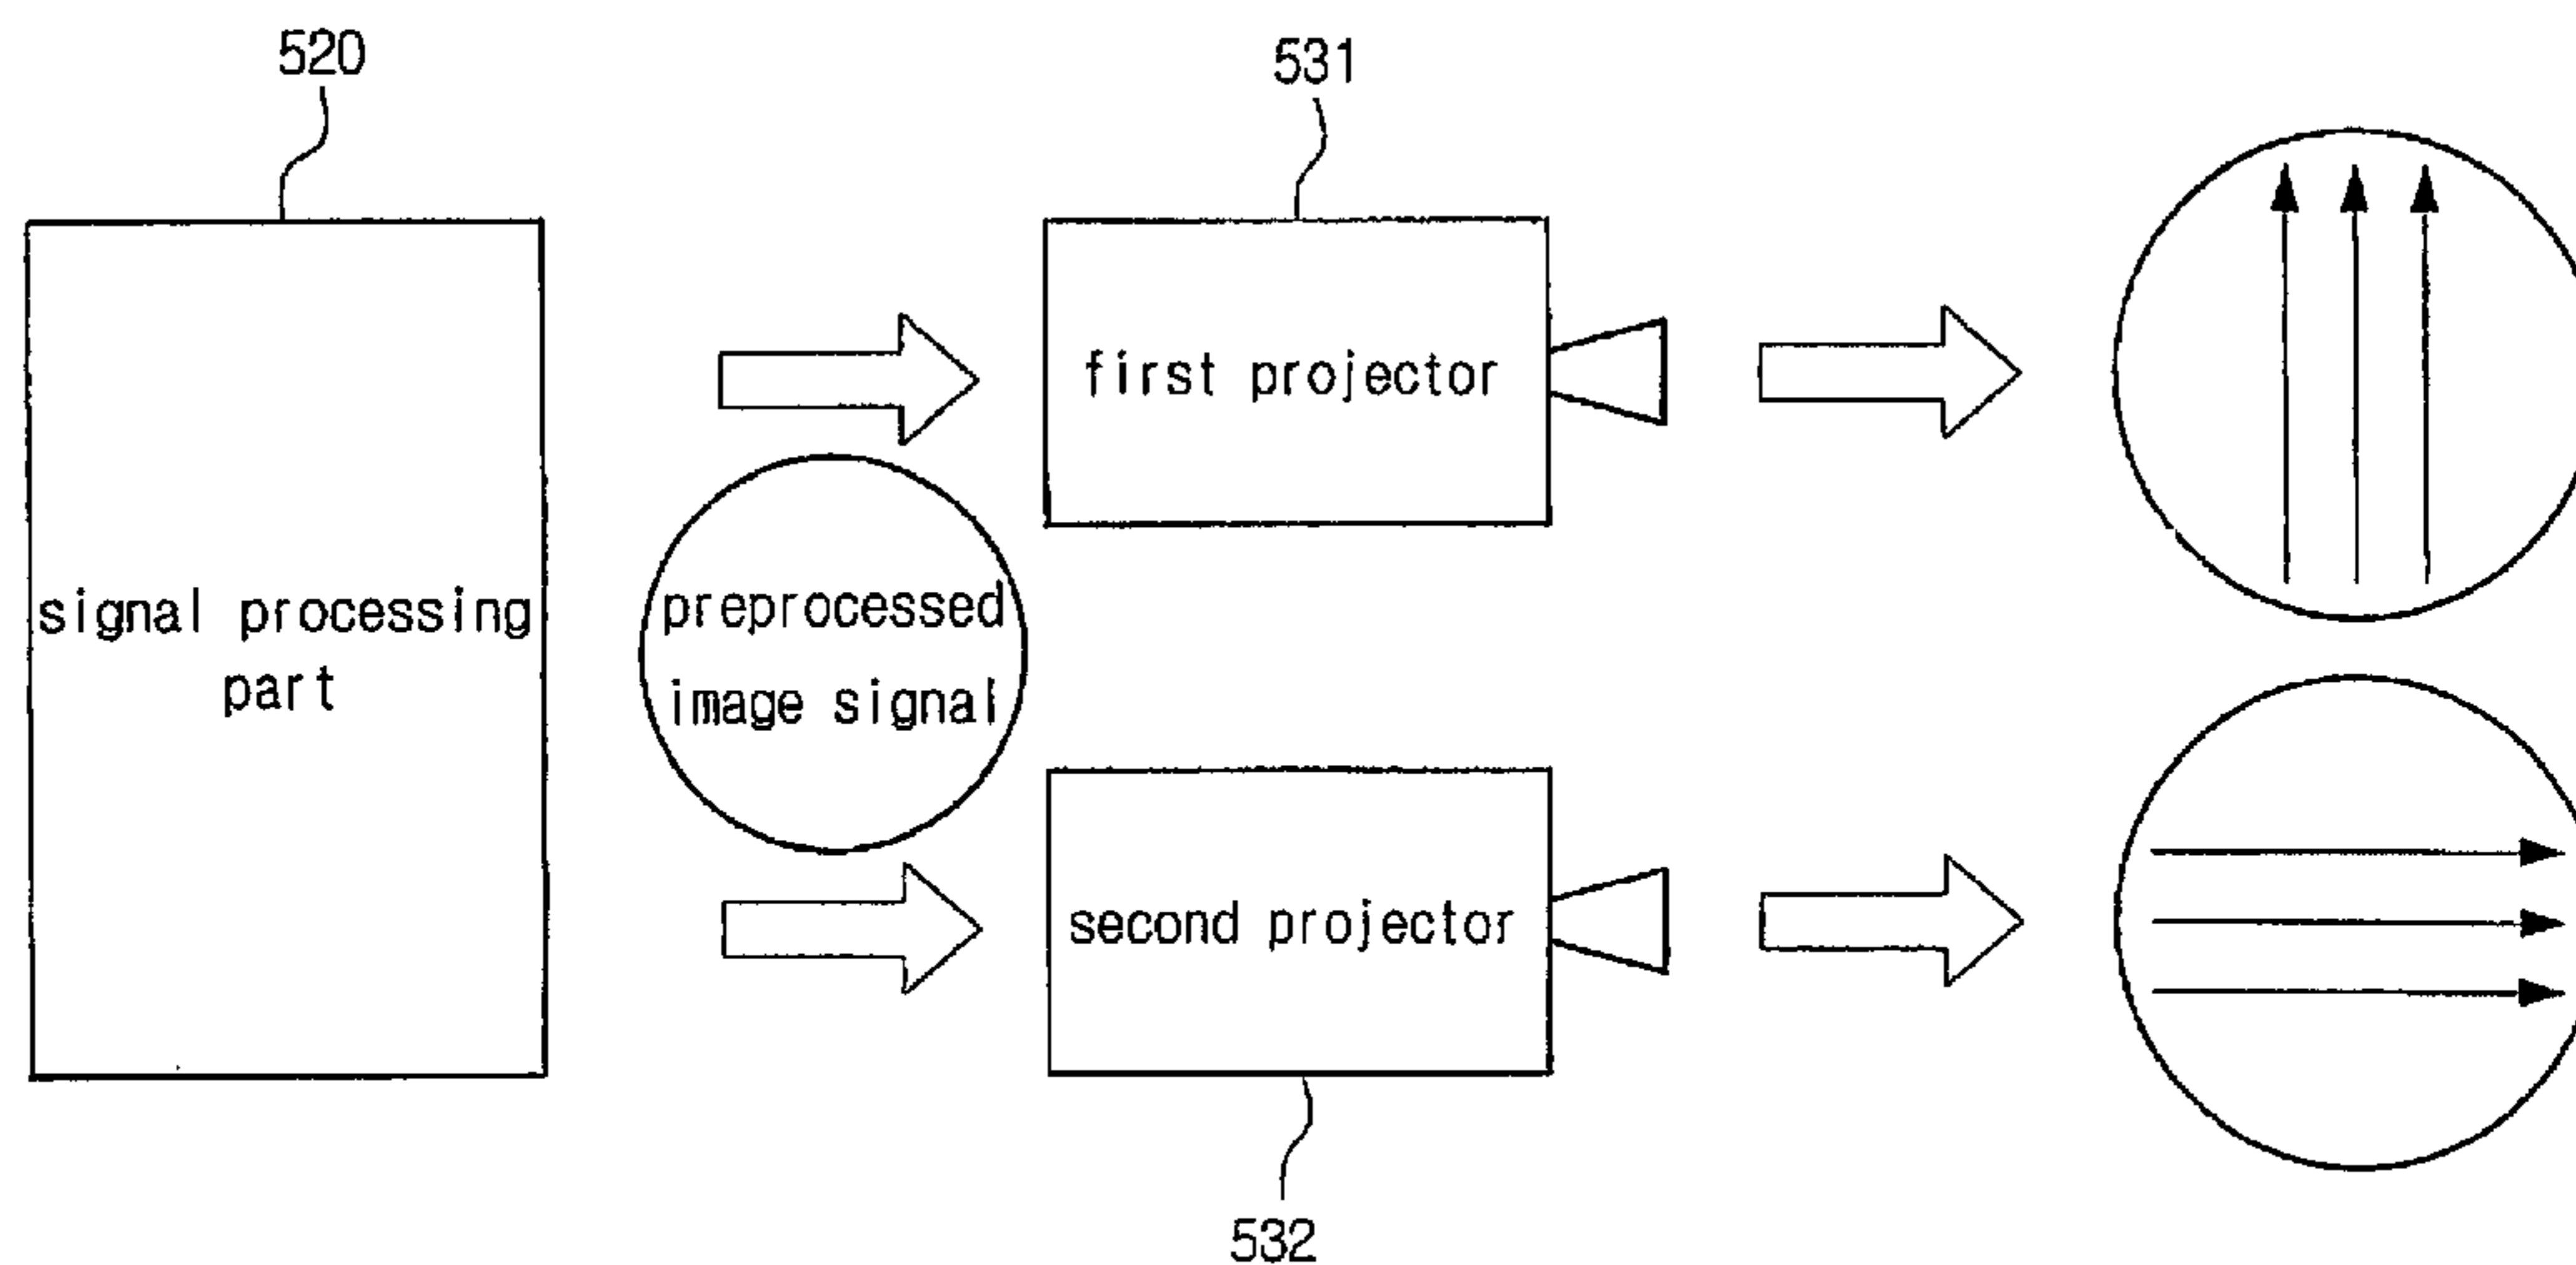 520
531
first projector
signal processing
part
preprocessed
image signal
second projector
532